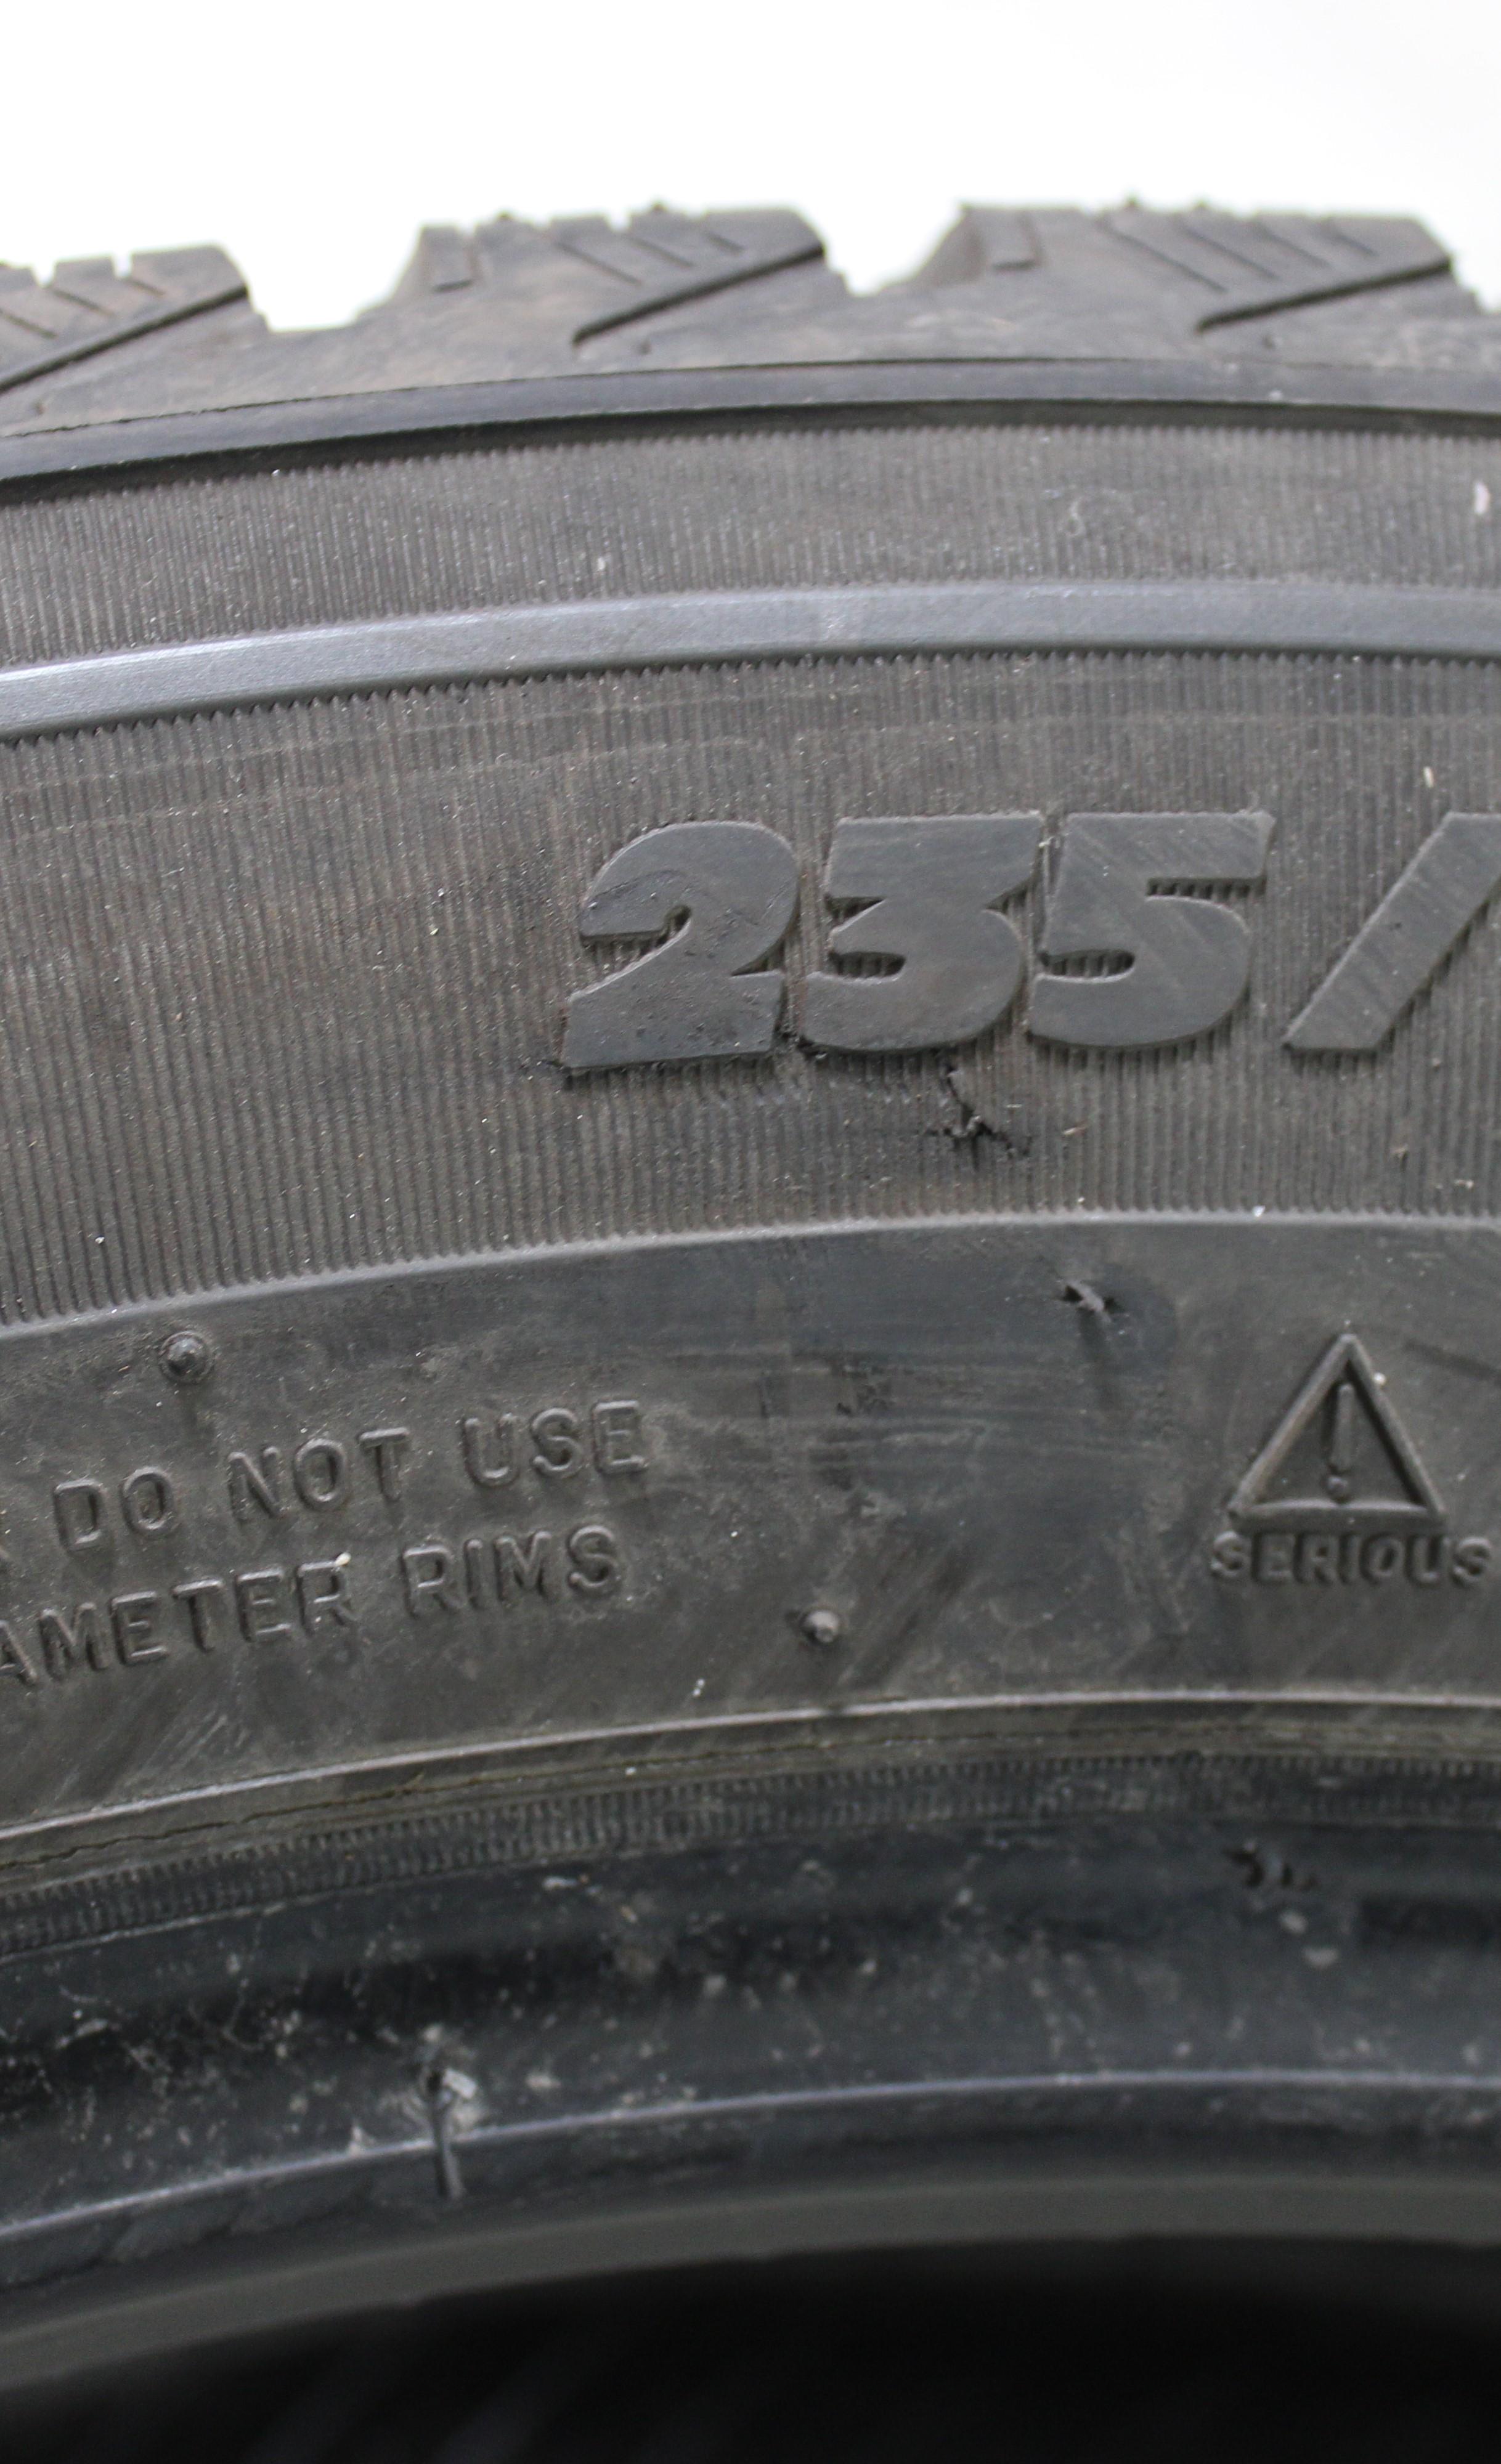 235/
DO NOT USE
AMETER RIMS
SERIOUS